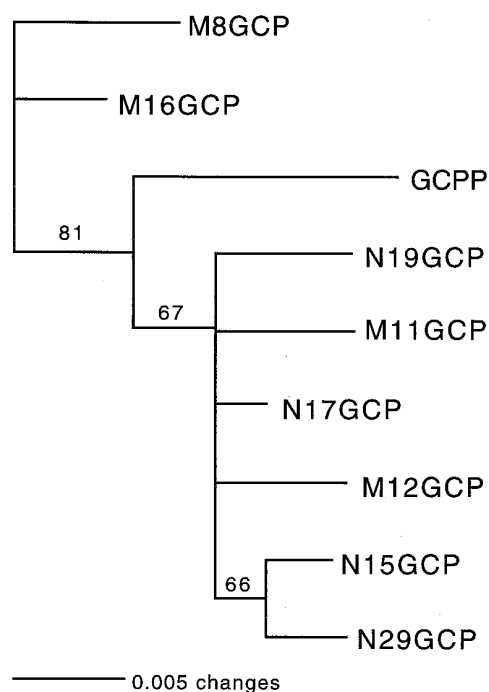 M8GCP
M16GCP
GCPP
81
N19GCP
67
M11GCP
N17GCP
M12GCP
N15GCP
66
N29GCP
0.005 changes